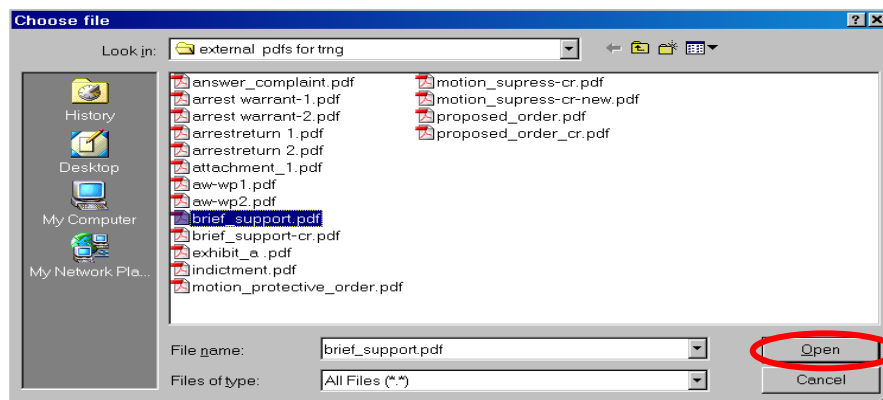 Choose file
Look in: external pdfs for trng
History
Desktop
My Computer
My Network Pla...
answer_complaint.pdf
arrest warrant-1.pdf
arrest warrant-2.pdf
arrestreturn 1.pdf
arrestreturn 2.pdf
attachment_1.pdf
aw-wp1.pdf
aw-wp2.pdf
brief_support.pdf
brief_support-cr.pdf
exhibit_a .pdf
indictment.pdf
motion_protective_order.pdf
motion_supress-cr.pdf
motion_supress-cr-new.pdf
proposed_order.pdf
proposed_order_cr.pdf
File name: brief_support.pdf Open
Files of type: All Files (*.*) Cancel